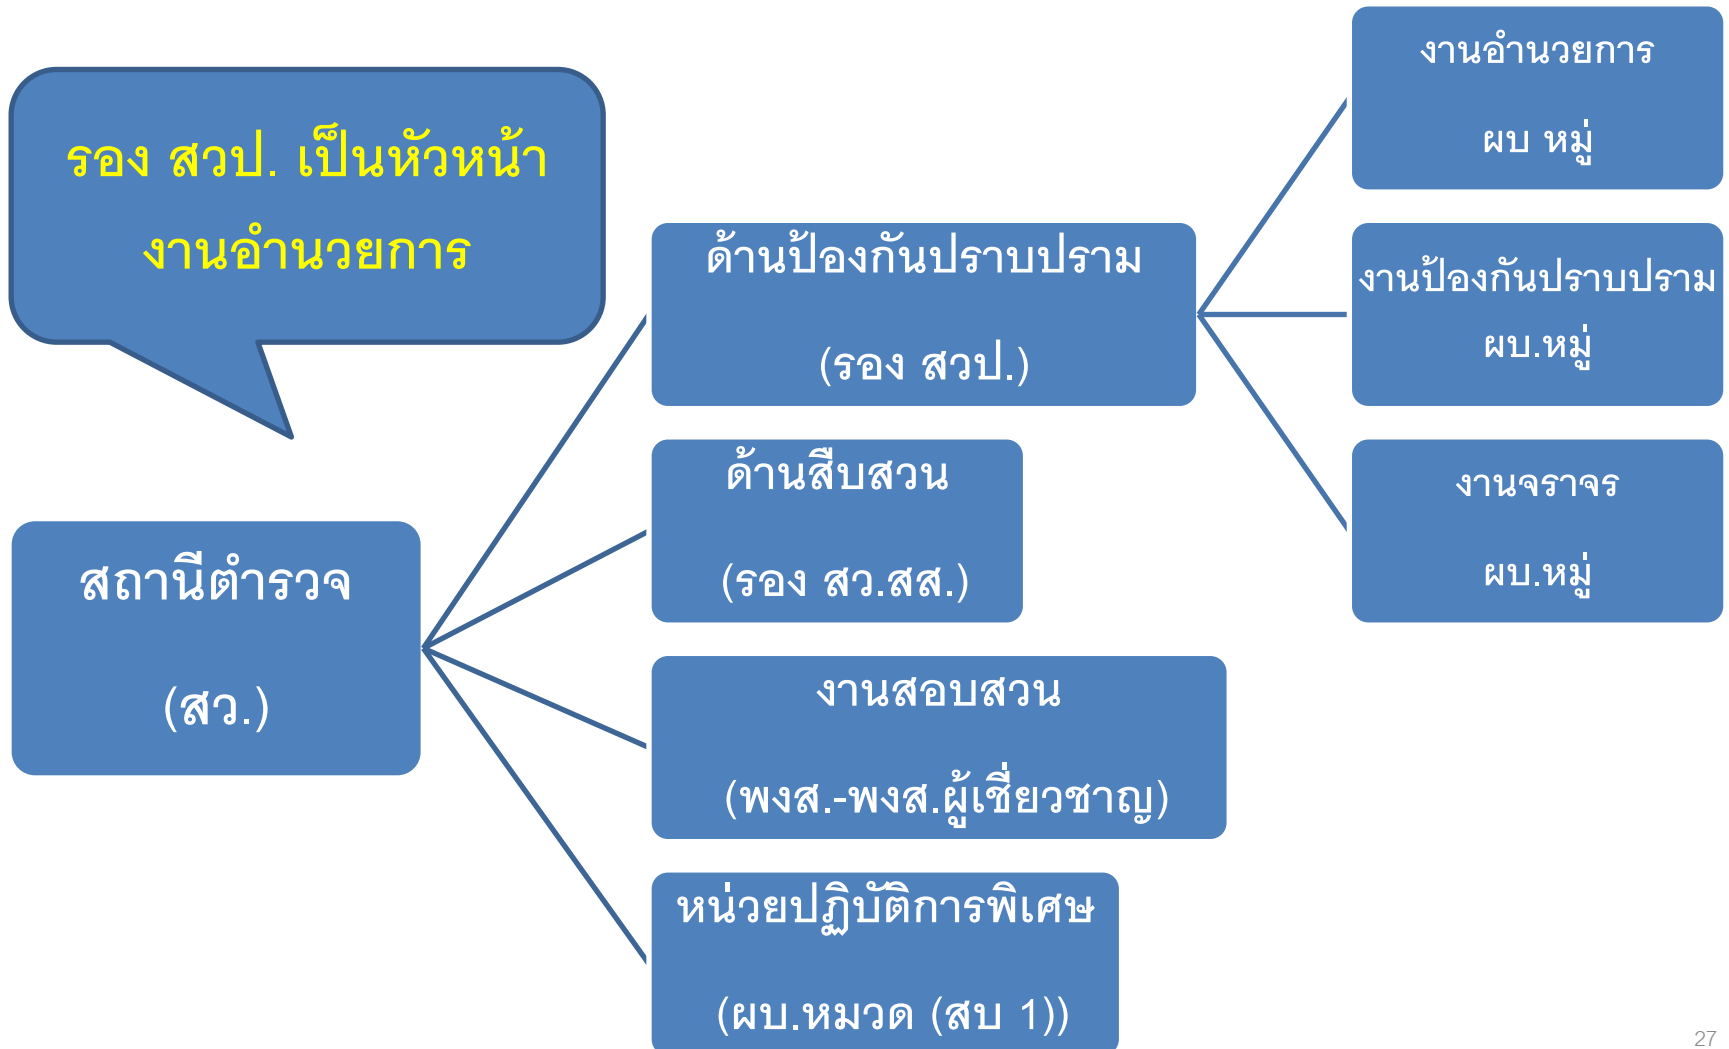 รอง สวป. เป็นหัวหน้า
งานอำนวยการ
สถานีตำรวจ
(สว.)
ด้านป้องกันปราบปราม
(รอง สวป.)
ด้านสืบสวน
(รอง สว.สส.)
งานสอบสวน
(พงส.-พงส.ผู้เชี่ยวชาญ)
หน่วยปฏิบัติการพิเศษ
(ผบ.หมวด (สบ 1))
งานอำนวยการ
ผบ หมู่
งานป้องกันปราบปราม
ผบ.หมู่
งานจราจร
ผบ.หมู่
27